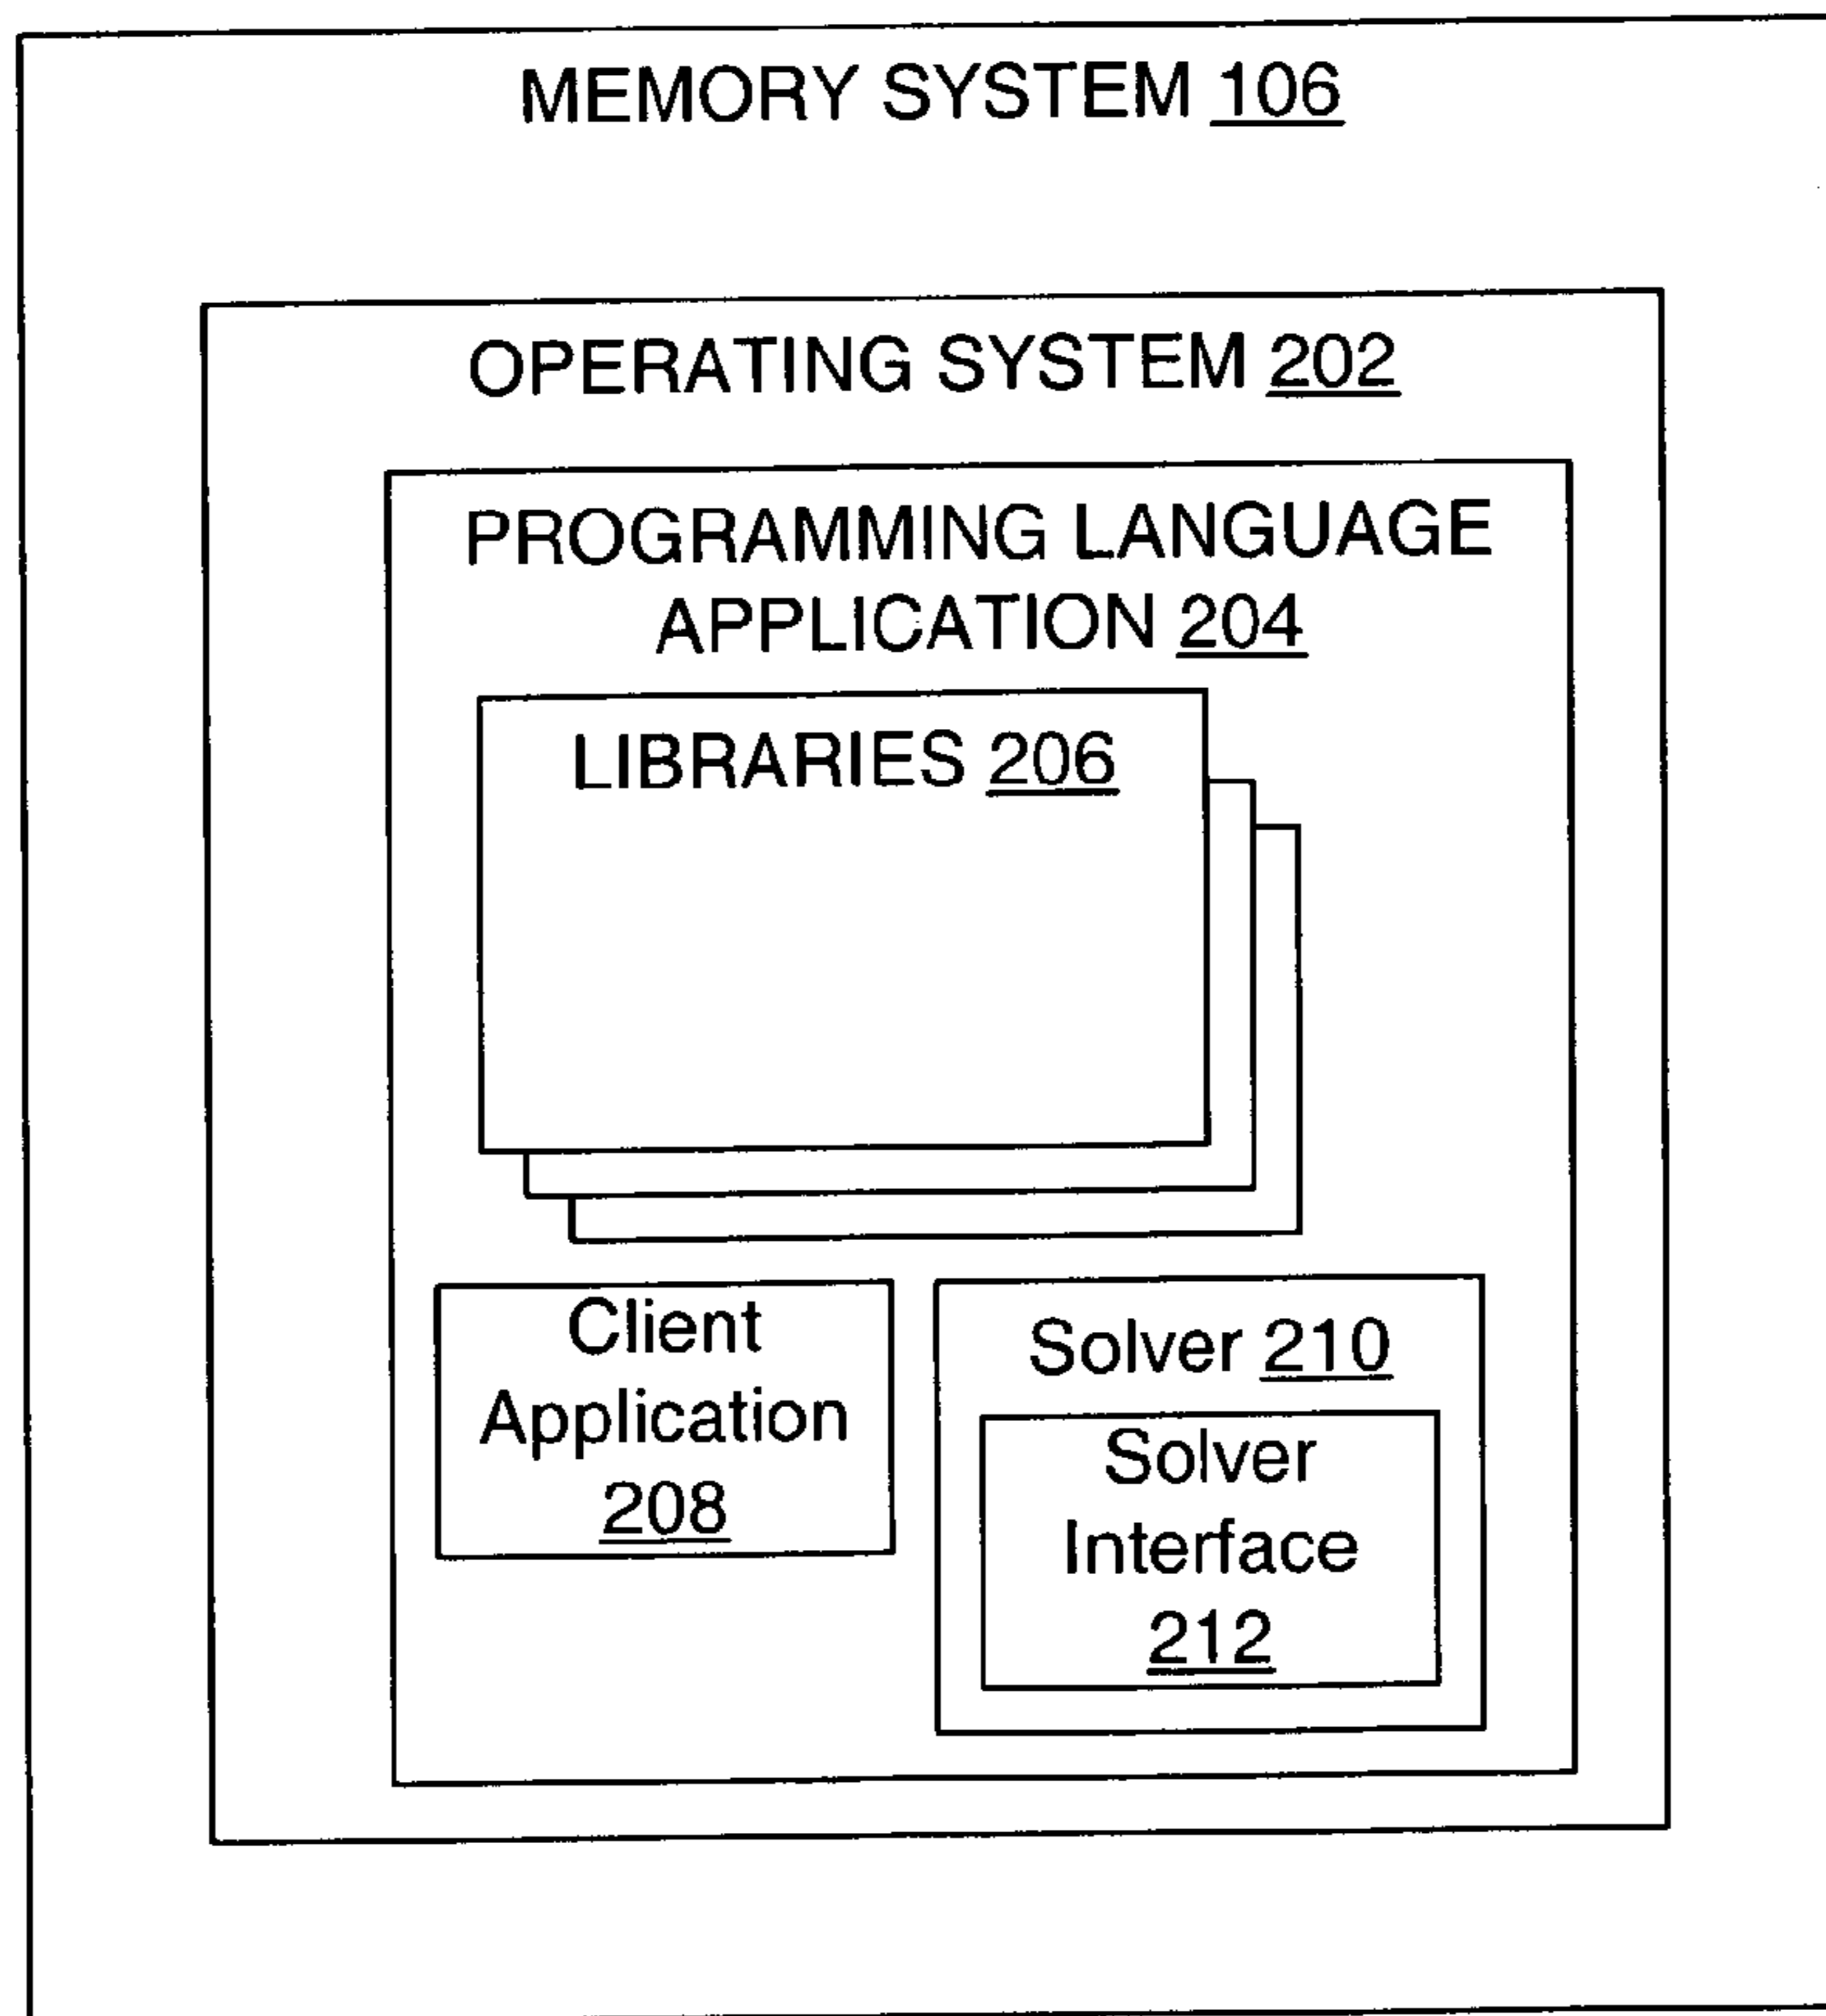 MEMORY SYSTEM 106
OPERATING SYSTEM 202
PROGRAMMING LANGUAGE
APPLICATION 204
LIBRARIES 206
Client
Application
208
Solver 210
Solver
Interface
212